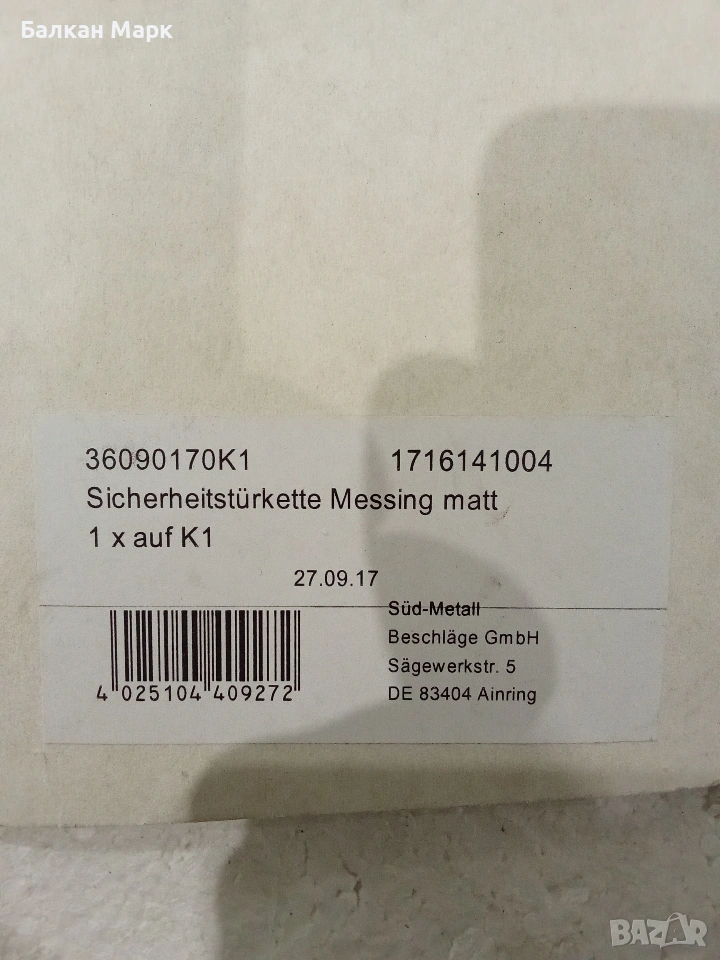 Балкан Марк
36090170K1 1716141004
Sicherheitstürkette Messing matt
1 x auf K1
27.09.17
Süd-Metall
Beschläge GmbH
Sägewerkstr. 5
DE 83404 Ainring
4 025104 409272
BAZAR